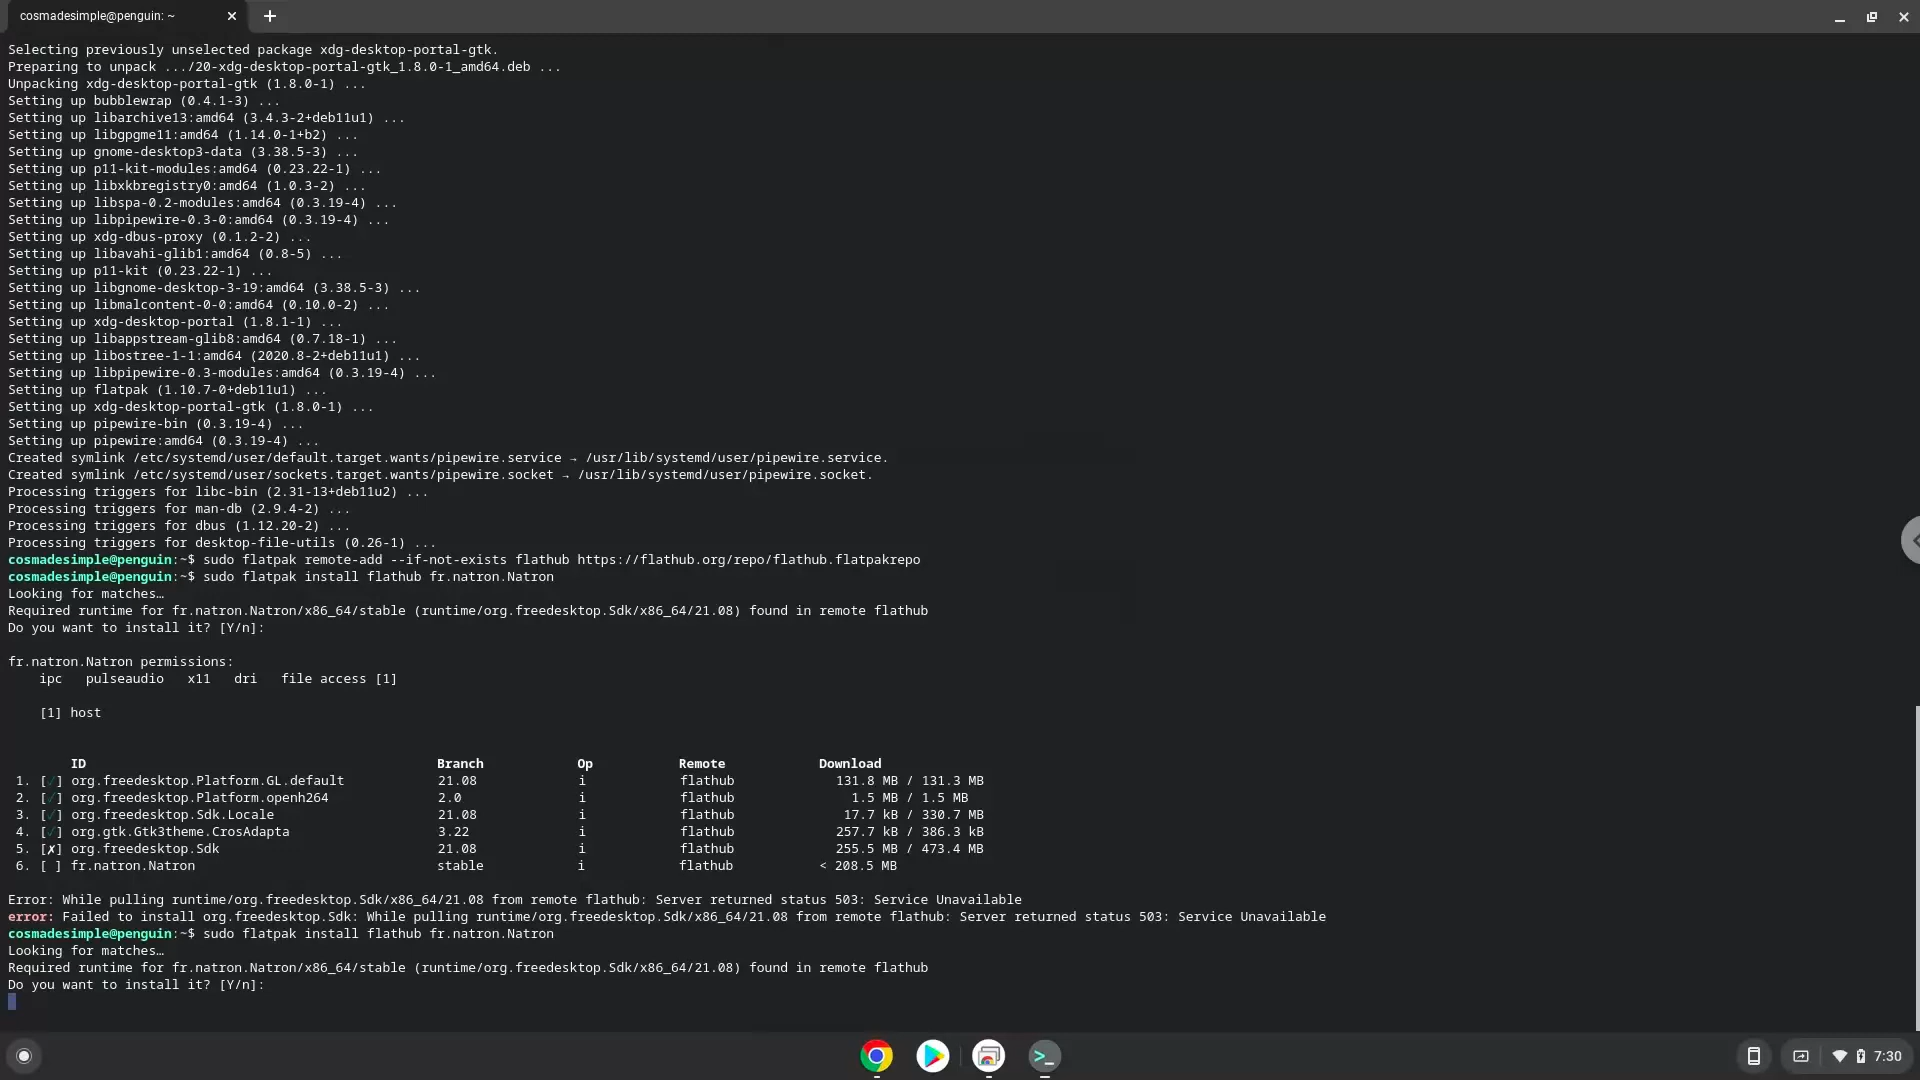 cosmadesimple@penguin: ~
Selecting previously unselected package xdg-desktop-portal-gtk.
Preparing to unpack .../20-xdg-desktop-portal-gtk_1.8.0-1_amd64.deb ...
Unpacking xdg-desktop-portal-gtk (1.8.0-1) ...
Setting up bubblewrap (0.4.1-3) ...
Setting up libarchive13:amd64 (3.4.3-2+deb11u1) ...
Setting up libgpgme11:amd64 (1.14.0-1+b2) ...
Setting up gnome-desktop3-data (3.38.5-3) ...
Setting up p11-kit-modules:amd64 (0.23.22-1) ...
Setting up libxkbregistry0:amd64 (1.0.3-2) ...
Setting up libspa-0.2-modules:amd64 (0.3.19-4) ...
Setting up libpipewire-0.3-0:amd64 (0.3.19-4) ...
Setting up xdg-dbus-proxy (0.1.2-2) ...
Setting up libavahi-glib1:amd64 (0.8-5) ...
Setting up p11-kit (0.23.22-1) ...
Setting up libgnome-desktop-3-19:amd64 (3.38.5-3) ...
Setting up libmalcontent-0-0:amd64 (0.10.0-2) ...
Setting up xdg-desktop-portal (1.8.1-1) ...
Setting up libappstream-glib8:amd64 (0.7.18-1) ...
Setting up libostree-1-1:amd64 (2020.8-2+deb11u1) ...
Setting up libpipewire-0.3-modules:amd64 (0.3.19-4) ...
Setting up flatpak (1.10.7-0+deb11u1) ...
Setting up xdg-desktop-portal-gtk (1.8.0-1) ...
Setting up pipewire-bin (0.3.19-4) ...
Setting up pipewire:amd64 (0.3.19-4) ...
Created symlink /etc/systemd/user/default.target.wants/pipewire.service → /usr/lib/systemd/user/pipewire.service.
Created symlink /etc/systemd/user/sockets.target.wants/pipewire.socket → /usr/lib/systemd/user/pipewire.socket.
Processing triggers for libc-bin (2.31-13+deb11u2) ...
Processing triggers for man-db (2.9.4-2) ...
Processing triggers for dbus (1.12.20-2) ...
Processing triggers for desktop-file-utils (0.26-1) ...
cosmadesimple@penguin:~$ sudo flatpak remote-add --if-not-exists flathub https://flathub.org/repo/flathub.flatpakrepo
cosmadesimple@penguin:~$ sudo flatpak install flathub fr.natron.Natron
Looking for matches…
Required runtime for fr.natron.Natron/x86_64/stable (runtime/org.freedesktop.Sdk/x86_64/21.08) found in remote flathub
Do you want to install it? [Y/n]:
fr.natron.Natron permissions:
ipc pulseaudio x11 dri file access [1]
[1] host
ID Branch Op Remote Download
1. [✓] org.freedesktop.Platform.GL.default 21.08 i flathub 131.8 MB / 131.3 MB
2. [✓] org.freedesktop.Platform.openh264 2.0 i flathub 1.5 MB / 1.5 MB
3. [✓] org.freedesktop.Sdk.Locale 21.08 i flathub 17.7 kB / 330.7 MB
4. [✓] org.gtk.Gtk3theme.CrosAdapta 3.22 i flathub 257.7 kB / 386.3 kB
5. [✗] org.freedesktop.Sdk 21.08 i flathub 255.5 MB / 473.4 MB
6. [ ] fr.natron.Natron stable i flathub < 208.5 MB
Error: While pulling runtime/org.freedesktop.Sdk/x86_64/21.08 from remote flathub: Server returned status 503: Service Unavailable
error: Failed to install org.freedesktop.Sdk: While pulling runtime/org.freedesktop.Sdk/x86_64/21.08 from remote flathub: Server returned status 503: Service Unavailable
cosmadesimple@penguin:~$ sudo flatpak install flathub fr.natron.Natron
Looking for matches…
Required runtime for fr.natron.Natron/x86_64/stable (runtime/org.freedesktop.Sdk/x86_64/21.08) found in remote flathub
Do you want to install it? [Y/n]:
7:30